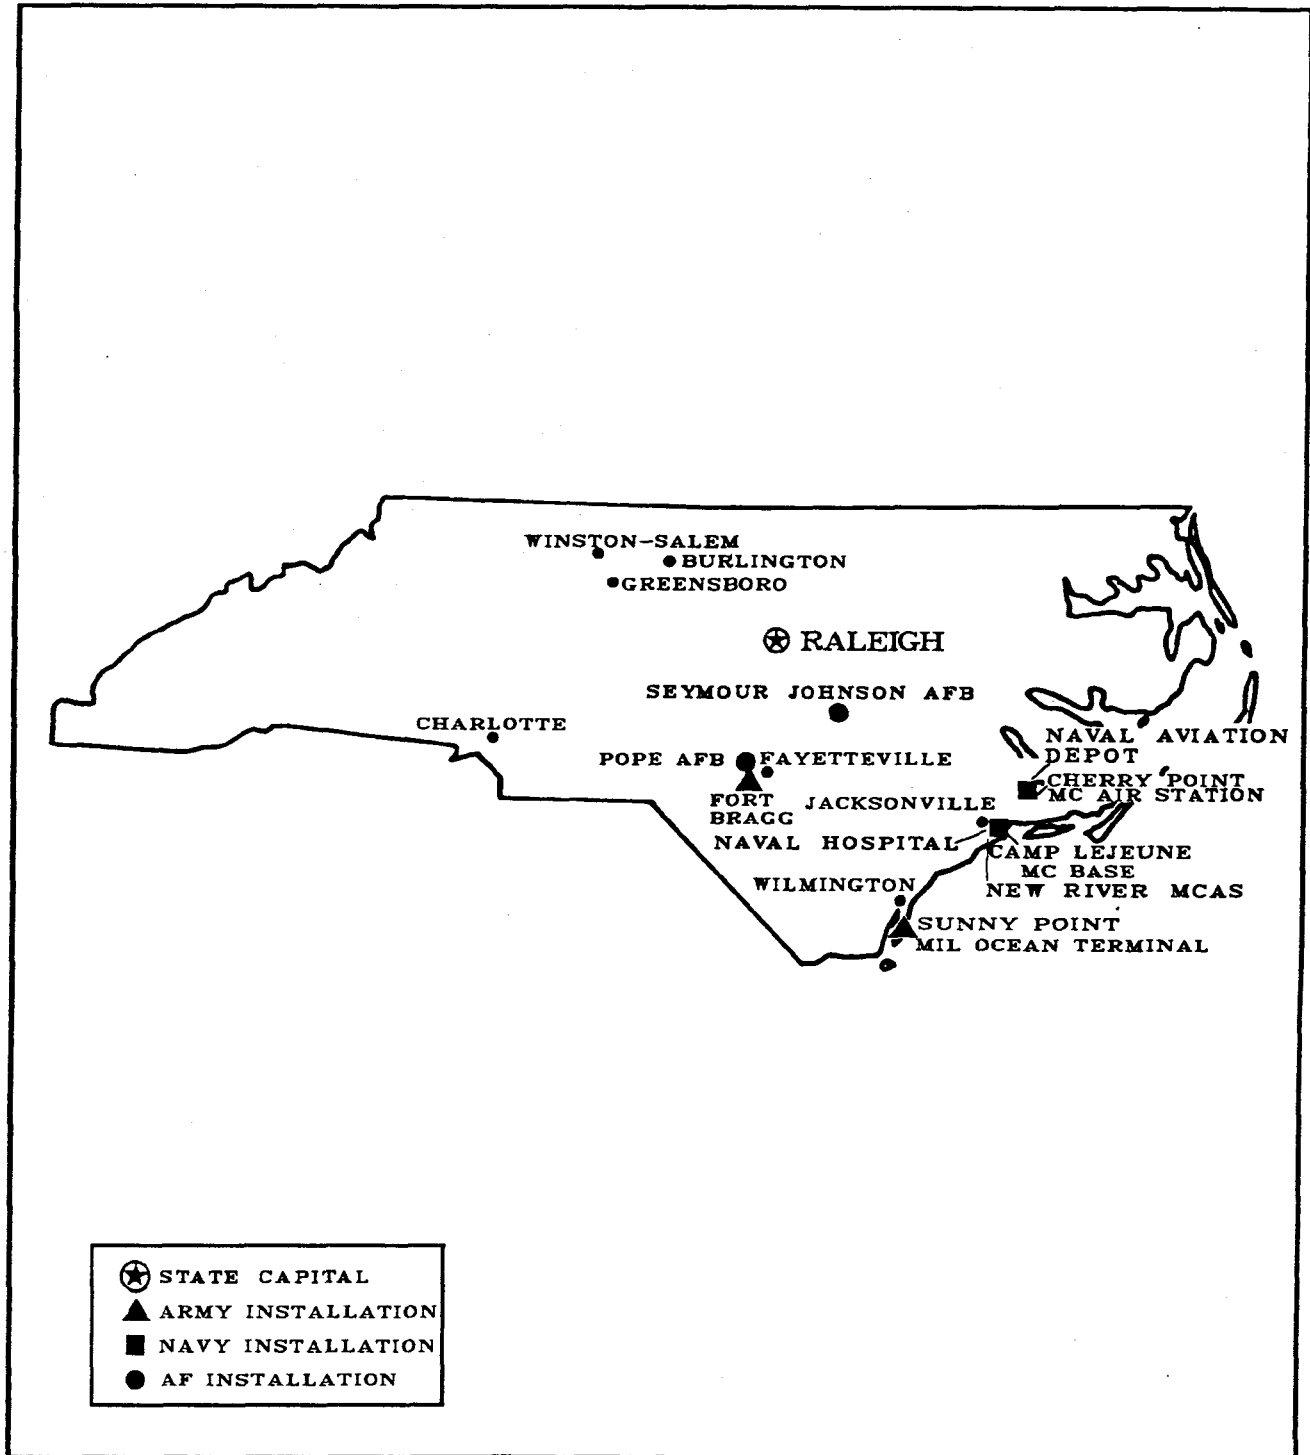 WINSTON-SALEM
BURLINGTON
GREENSBORO
RALEIGH
SEYMOUR JOHNSON AFB
CHARLOTTE
NAVAL AVIATION
DEPOT
POPE AFB
FAYETTEVILLE
CHERRY POINT
MC AIR STATION
FORT
BRAGG
JACKSONVILLE
NAVAL HOSPITAL
CAMP LEJEUNE
MC BASE
WILMINGTON
NEW RIVER MCAS
SUNNY POINT
MIL OCEAN TERMINAL
STATE CAPITAL
ARMY INSTALLATION
NAVY INSTALLATION
AF INSTALLATION